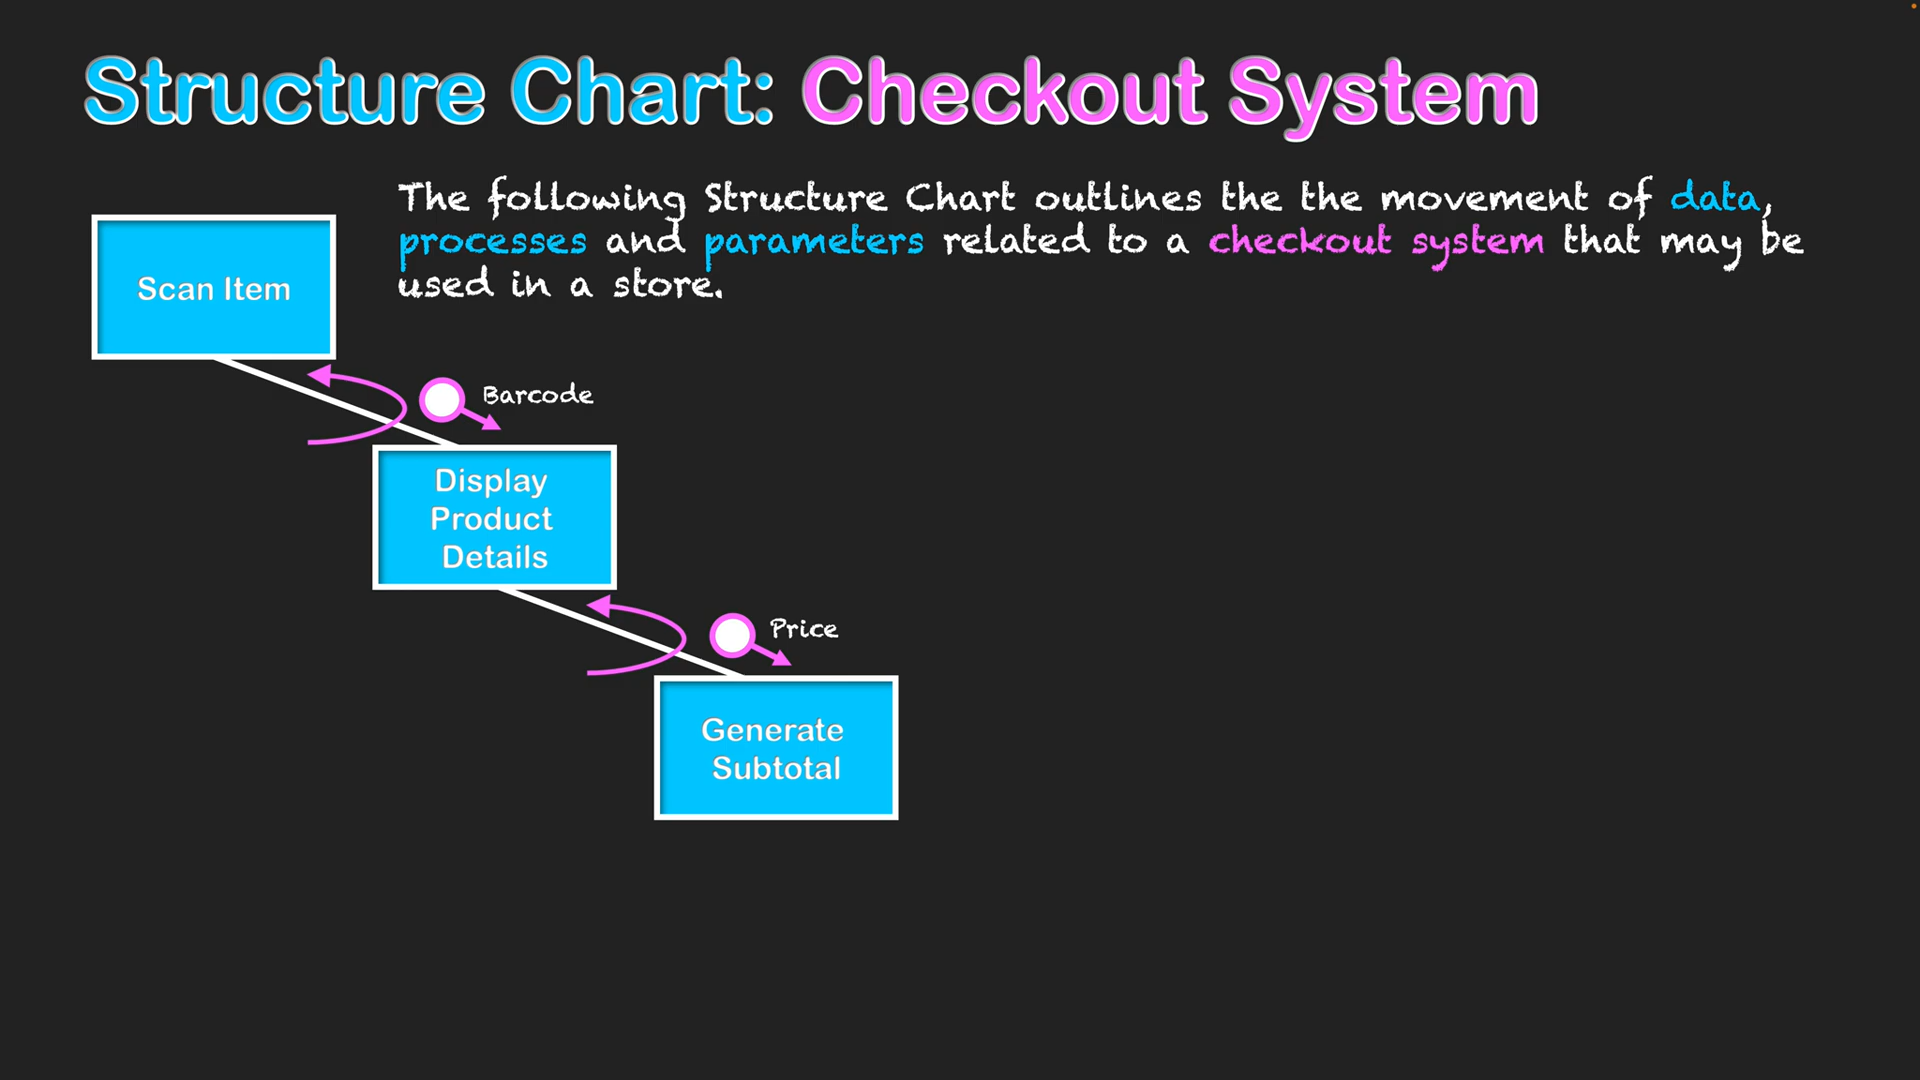 Structure Chart: Checkout System
The following Structure Chart outlines the the movement of data,
processes and parameters related to a checkout system that may be
used in a store.
Scan Item
Barcode
Display
Product
Details
Price
Generate
Subtotal